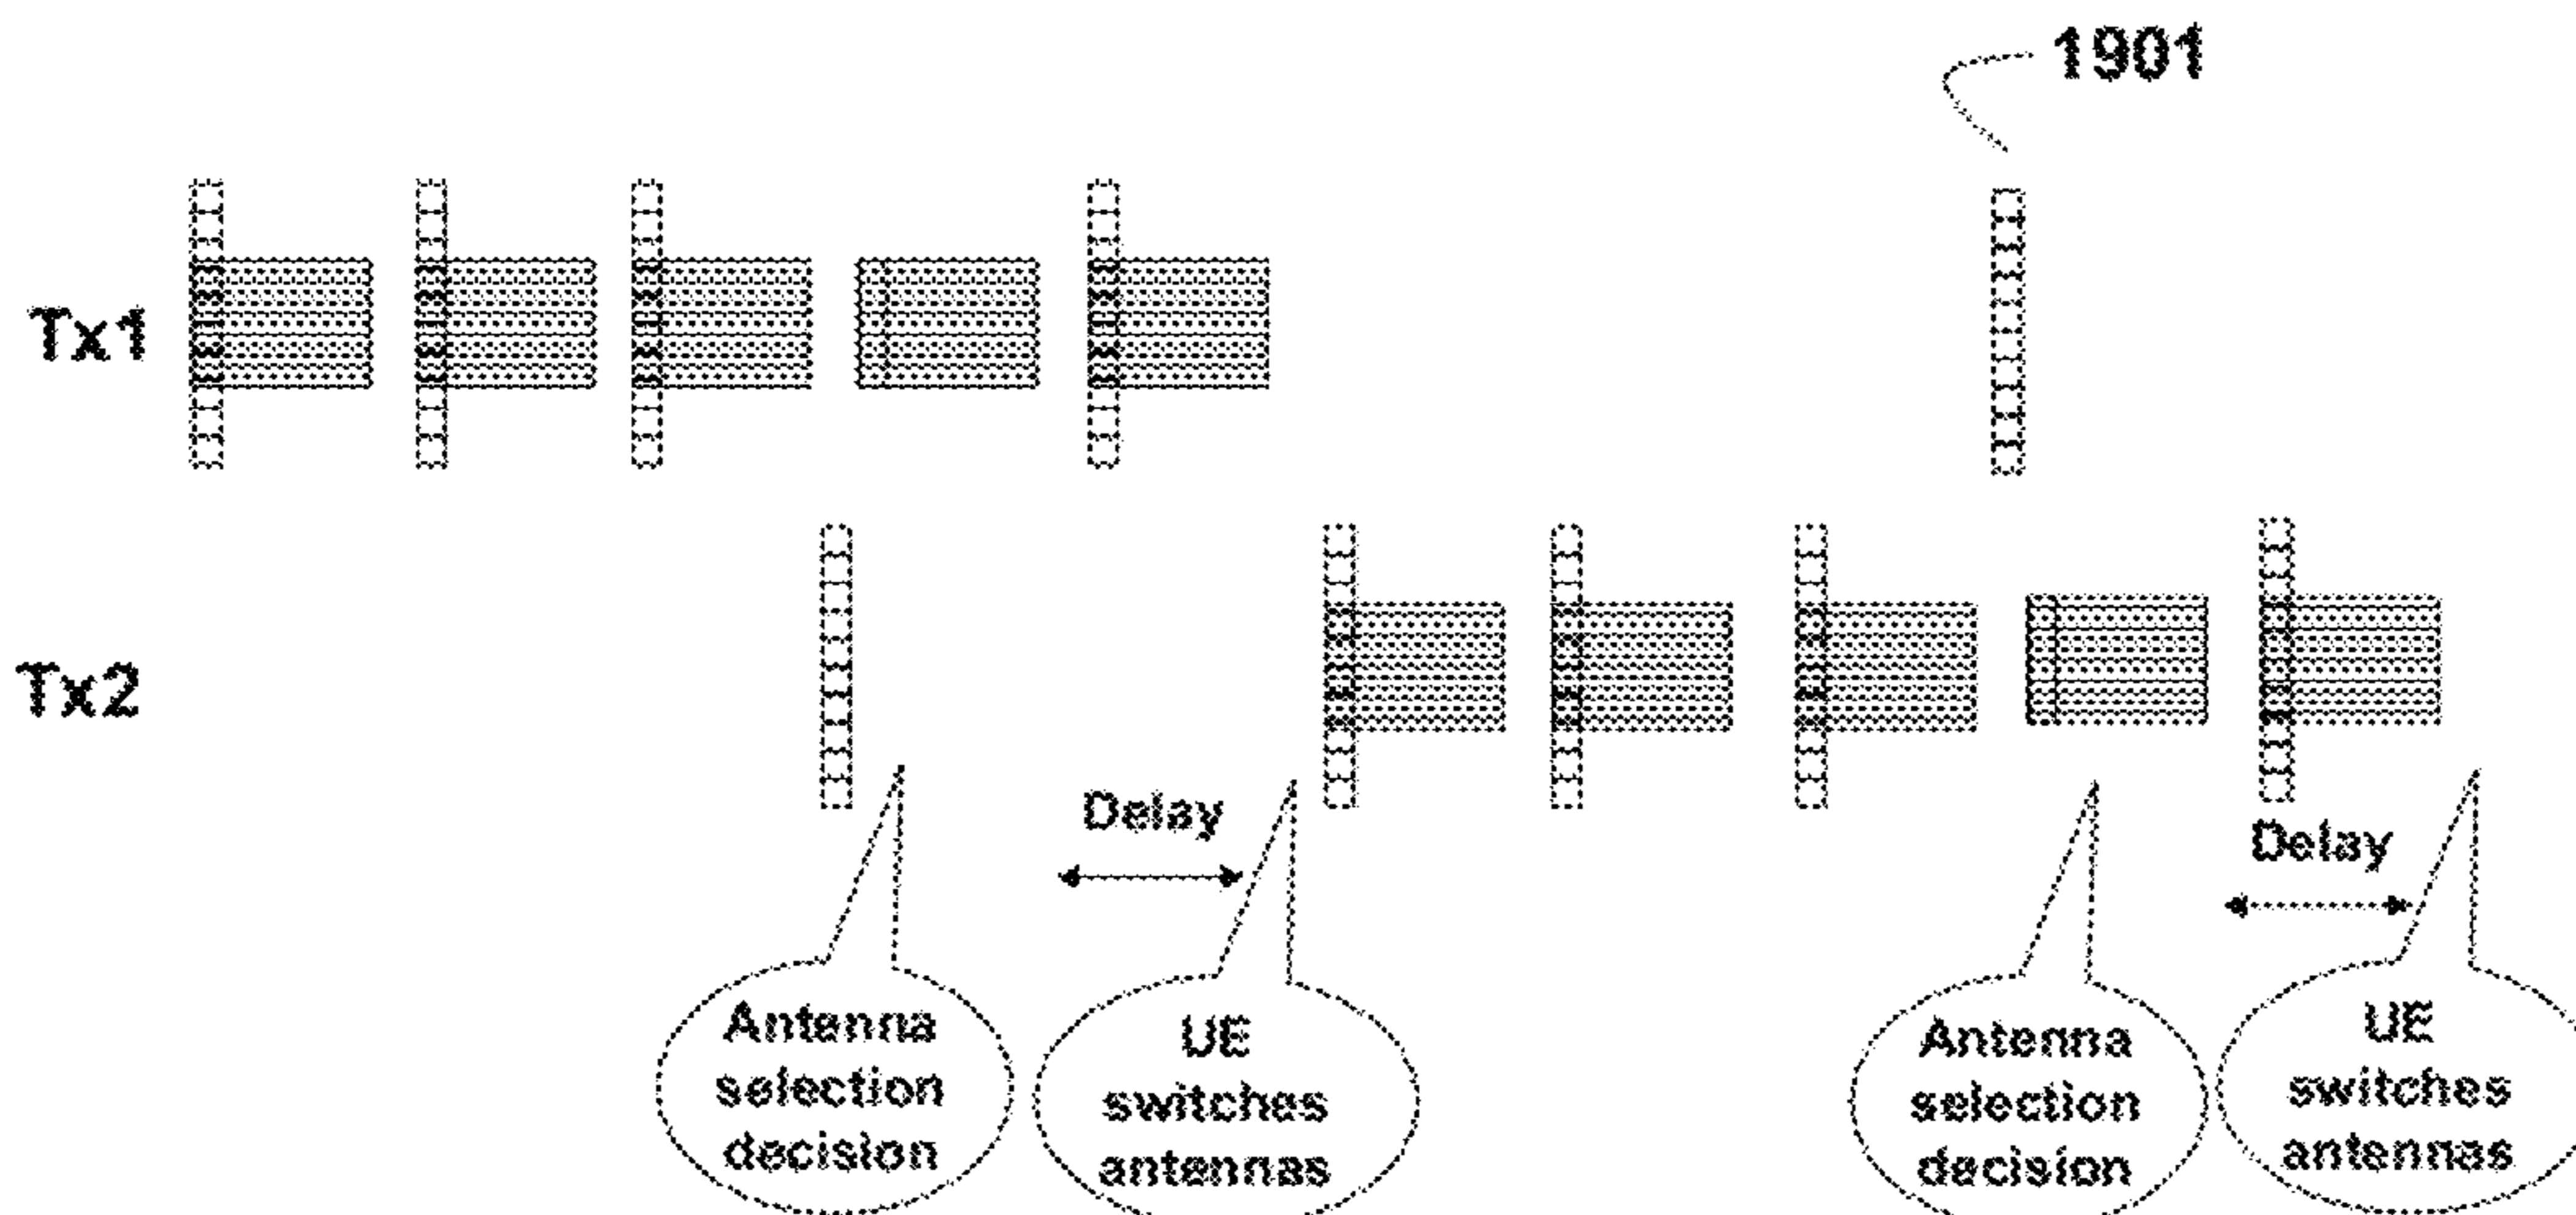 1901
Tx1
Tx2
Delay
Delay
Antenna
selection
decision
UE
switches
antennas
Antenna
selection
decision
UE
switches
antennas